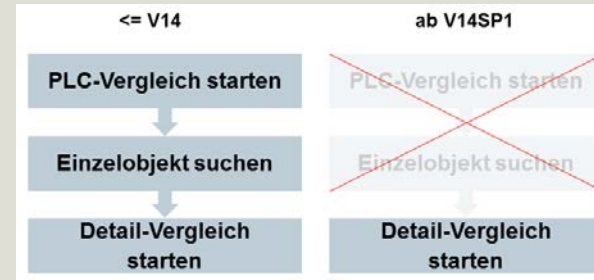 <= V14
PLC-Vergleich starten
Einzelobjekt suchen
Detail-Vergleich
starten
ab V14SP1
PLC-Vergleich starten
Einzelobjekt suchen
Detail-Vergleich
starten